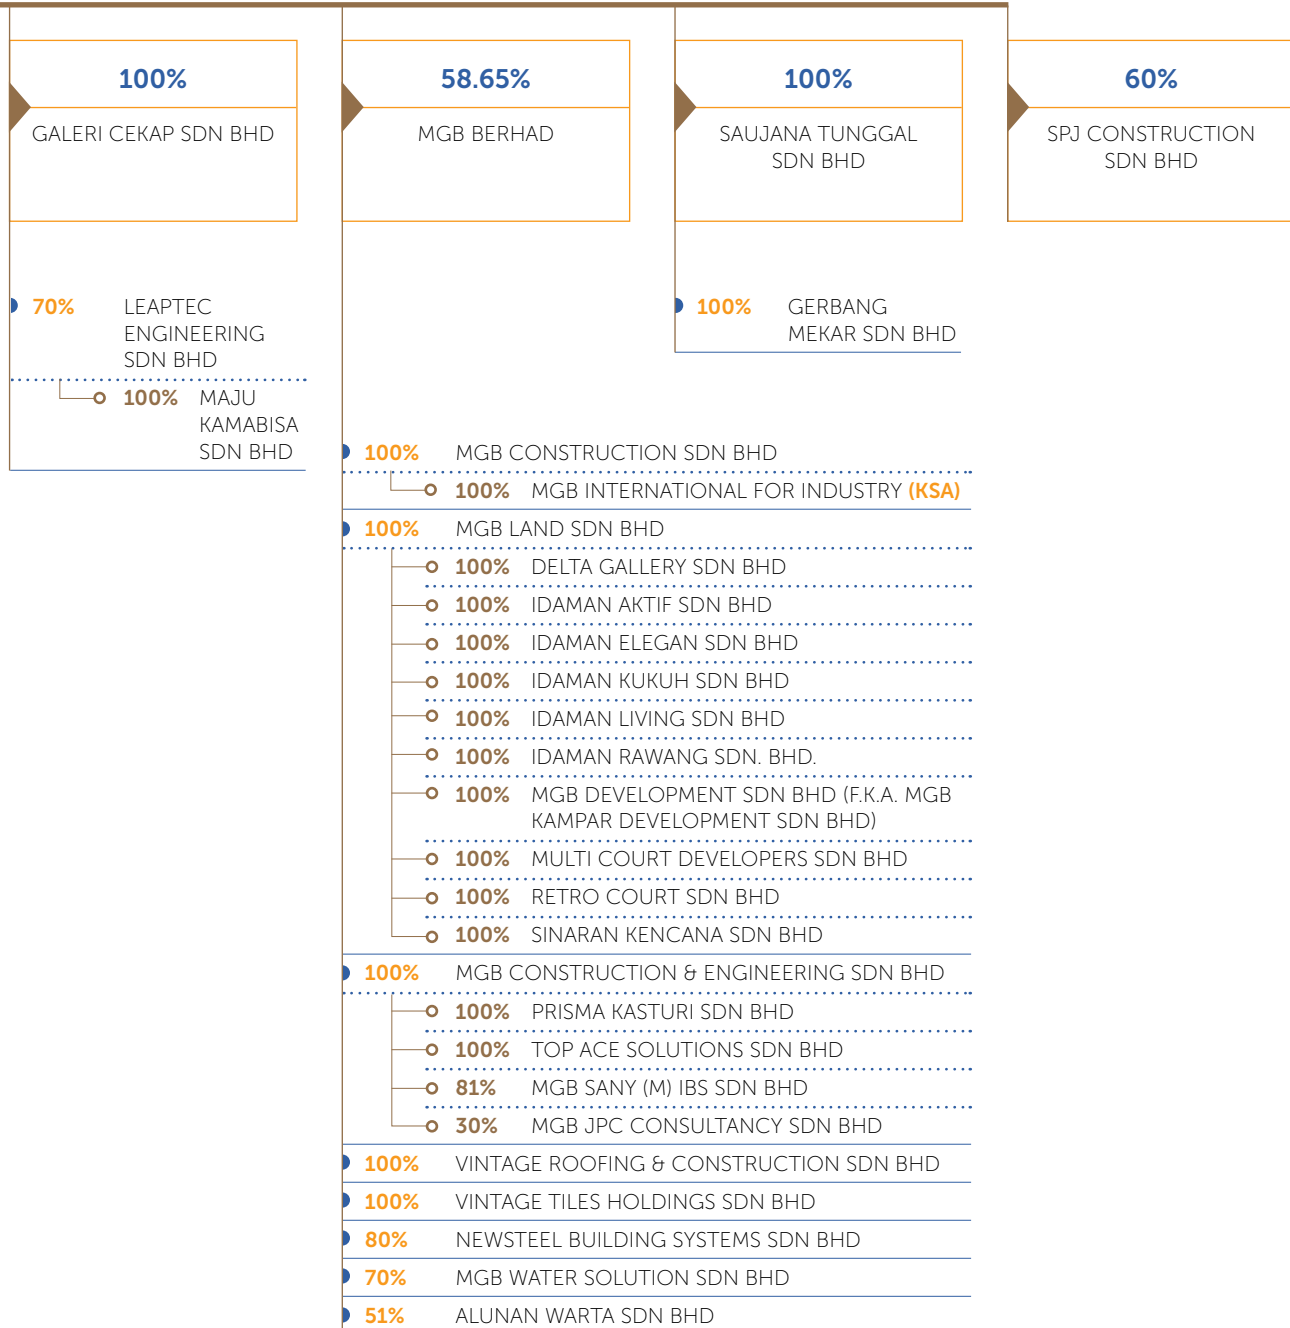 100%
GALERI CEKAP SDN BHD
70% LEAPTEC
ENGINEERING
SDN BHD
100% MAJU
KAMABISA
SDN BHD
58.65%
MGB BERHAD
100% MGB CONSTRUCTION SDN BHD
100% MGB INTERNATIONAL FOR INDUSTRY (KSA)
100% MGB LAND SDN BHD
100% DELTA GALLERY SDN BHD
100% IDAMAN AKTIF SDN BHD
100% IDAMAN ELEGAN SDN BHD
100% IDAMAN KUKUH SDN BHD
100% IDAMAN LIVING SDN BHD
100% IDAMAN RAWANG SDN. BHD.
100% MGB DEVELOPMENT SDN BHD (F.K.A. MGB
KAMPAR DEVELOPMENT SDN BHD)
100% MULTI COURT DEVELOPERS SDN BHD
100% RETRO COURT SDN BHD
100% SINARAN KENCANA SDN BHD
100% MGB CONSTRUCTION & ENGINEERING SDN BHD
100% PRISMA KASTURI SDN BHD
100% TOP ACE SOLUTIONS SDN BHD
81% MGB SANY (M) IBS SDN BHD
30% MGB JPC CONSULTANCY SDN BHD
100% VINTAGE ROOFING & CONSTRUCTION SDN BHD
100% VINTAGE TILES HOLDINGS SDN BHD
80% NEWSTEEL BUILDING SYSTEMS SDN BHD
70% MGB WATER SOLUTION SDN BHD
51% ALUNAN WARTA SDN BHD
100%
SAUJANA TUNGGAL
SDN BHD
100% GERBANG
MEKAR SDN BHD
60%
SPJ CONSTRUCTION
SDN BHD